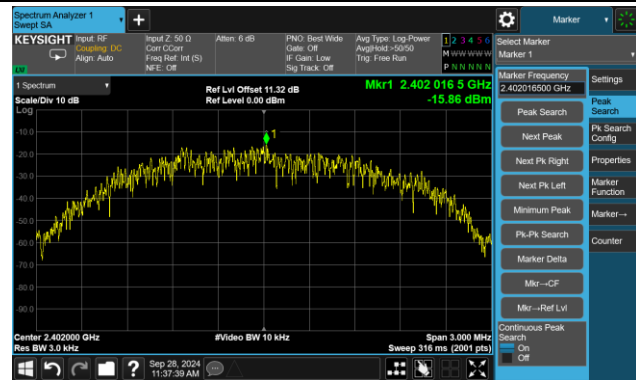 Spectrum Analyzer 1
Swept SA
+
Marker
KEYSIGHT
Input: RF
Coupling: DC
Align: Auto
Input Z: 50 Ω
Corr CCorr
Freq Ref: Int (S)
NFE: Off
Atten: 6 dB
PNO: Best Wide
Gate: Off
IF Gain: Low
Sig Track: Off
Avg Type: Log-Power
Avg|Hold:>50/50
Trig: Free Run
1 2 3 4 5 6
M W W W W W
P N N N N N
Select Marker
Marker 1
1 Spectrum
Scale/Div 10 dB
Log
Ref Lvl Offset 11.32 dB
Ref Level 0.00 dBm
Mkr1 2.402 016 5 GHz
-15.86 dBm
1
-10.0
-20.0
-30.0
-40.0
-50.0
-60.0
-70.0
-80.0
-90.0
Center 2.402000 GHz
Res BW 3.0 kHz
#Video BW 10 kHz
Span 3.000 MHz
Sweep 316 ms (2001 pts)
Marker Frequency
2.402016500 GHz
Peak Search
Next Peak
Next Pk Right
Next Pk Left
Minimum Peak
Pk-Pk Search
Marker Delta
Mkr→CF
Mkr→Ref Lvl
Continuous Peak
Search
On
Off
Settings
Peak
Search
Pk Search
Config
Properties
Marker
Function
Marker→
Counter
?
Sep 28, 2024
11:37:39 AM